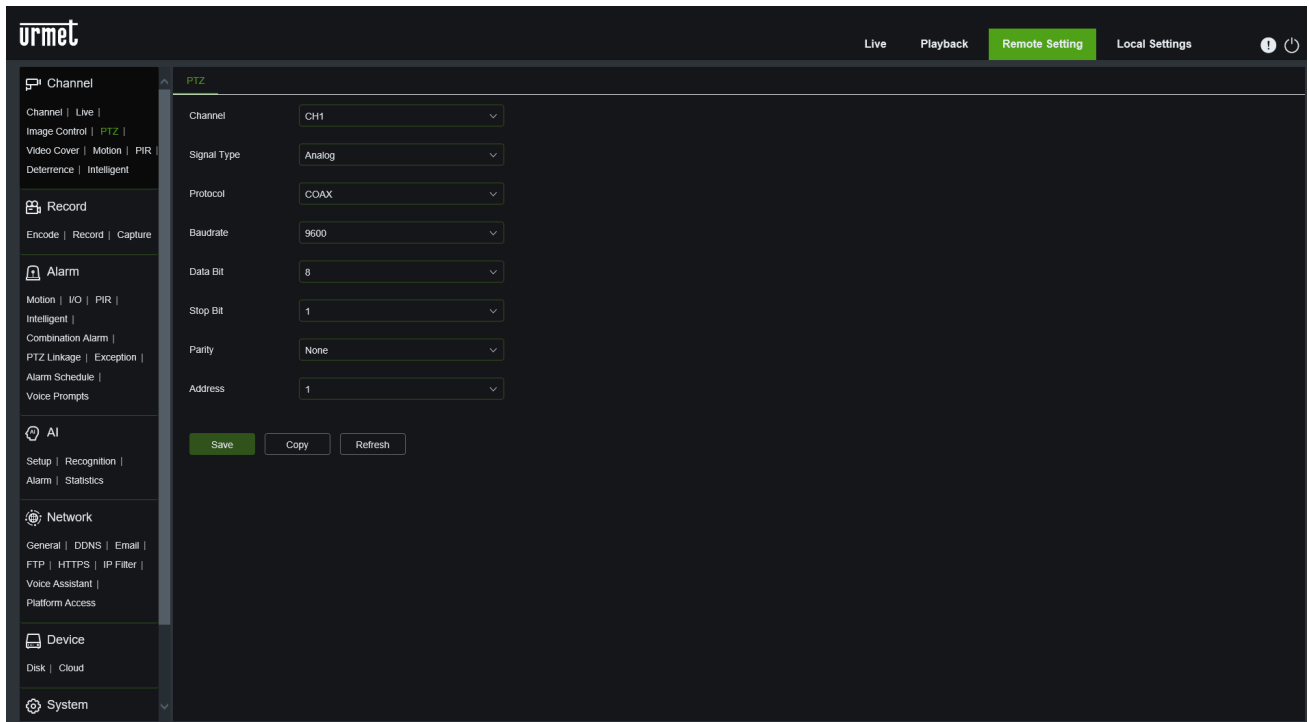 urmet
Live Playback Remote Setting Local Settings
Channel
Channel | Live |
Image Control | PTZ |
Video Cover | Motion | PIR |
Deterrence | Intelligent
Record
Encode | Record | Capture
Alarm
Motion | I/O | PIR |
Intelligent |
Combination Alarm |
PTZ Linkage | Exception |
Alarm Schedule |
Voice Prompts
AI
AI
Setup | Recognition |
Alarm | Statistics
Network
General | DDNS | Email |
FTP | HTTPS | IP Filter |
Voice Assistant |
Platform Access
Device
Disk | Cloud
System
PTZ
Channel CH1
Signal Type Analog
Protocol COAX
Baudrate 9600
Data Bit 8
Stop Bit 1
Parity None
Address 1
Save Copy Refresh